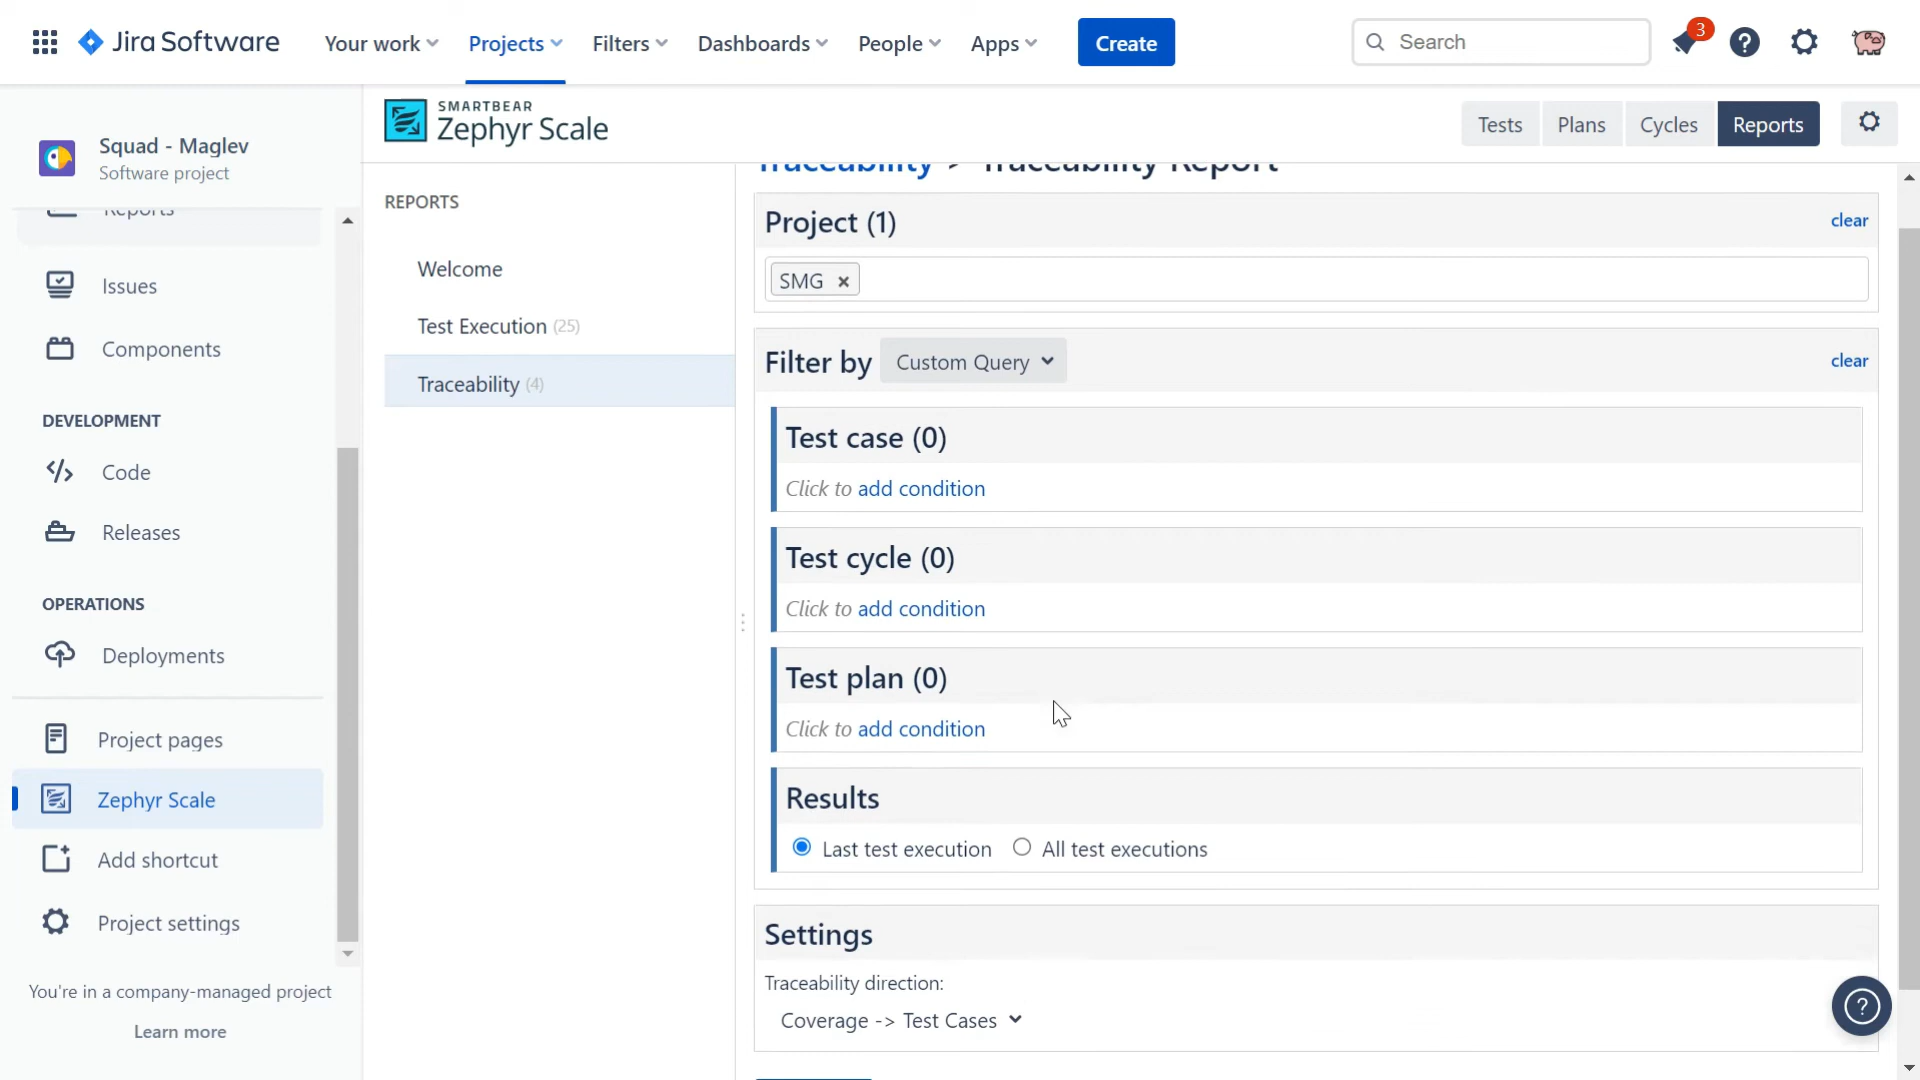 Jira Software
Your work
Projects
Filters
Dashboards
People
Apps
Create
Search
3
Squad - Maglev
Software project
Reports
Issues
Components
DEVELOPMENT
Code
Releases
OPERATIONS
Deployments
Project pages
Zephyr Scale
Add shortcut
Project settings
You're in a company-managed project
Learn more
SMARTBEAR
Zephyr Scale
Tests
Plans
Cycles
Reports
REPORTS
Welcome
Test Execution (25)
Traceability (4)
Traceability > Traceability Report
Project (1)
clear
SMG ×
Filter by Custom Query
clear
Test case (0)
Click to add condition
Test cycle (0)
Click to add condition
Test plan (0)
Click to add condition
Results
Last test execution All test executions
Settings
Traceability direction:
Coverage -> Test Cases